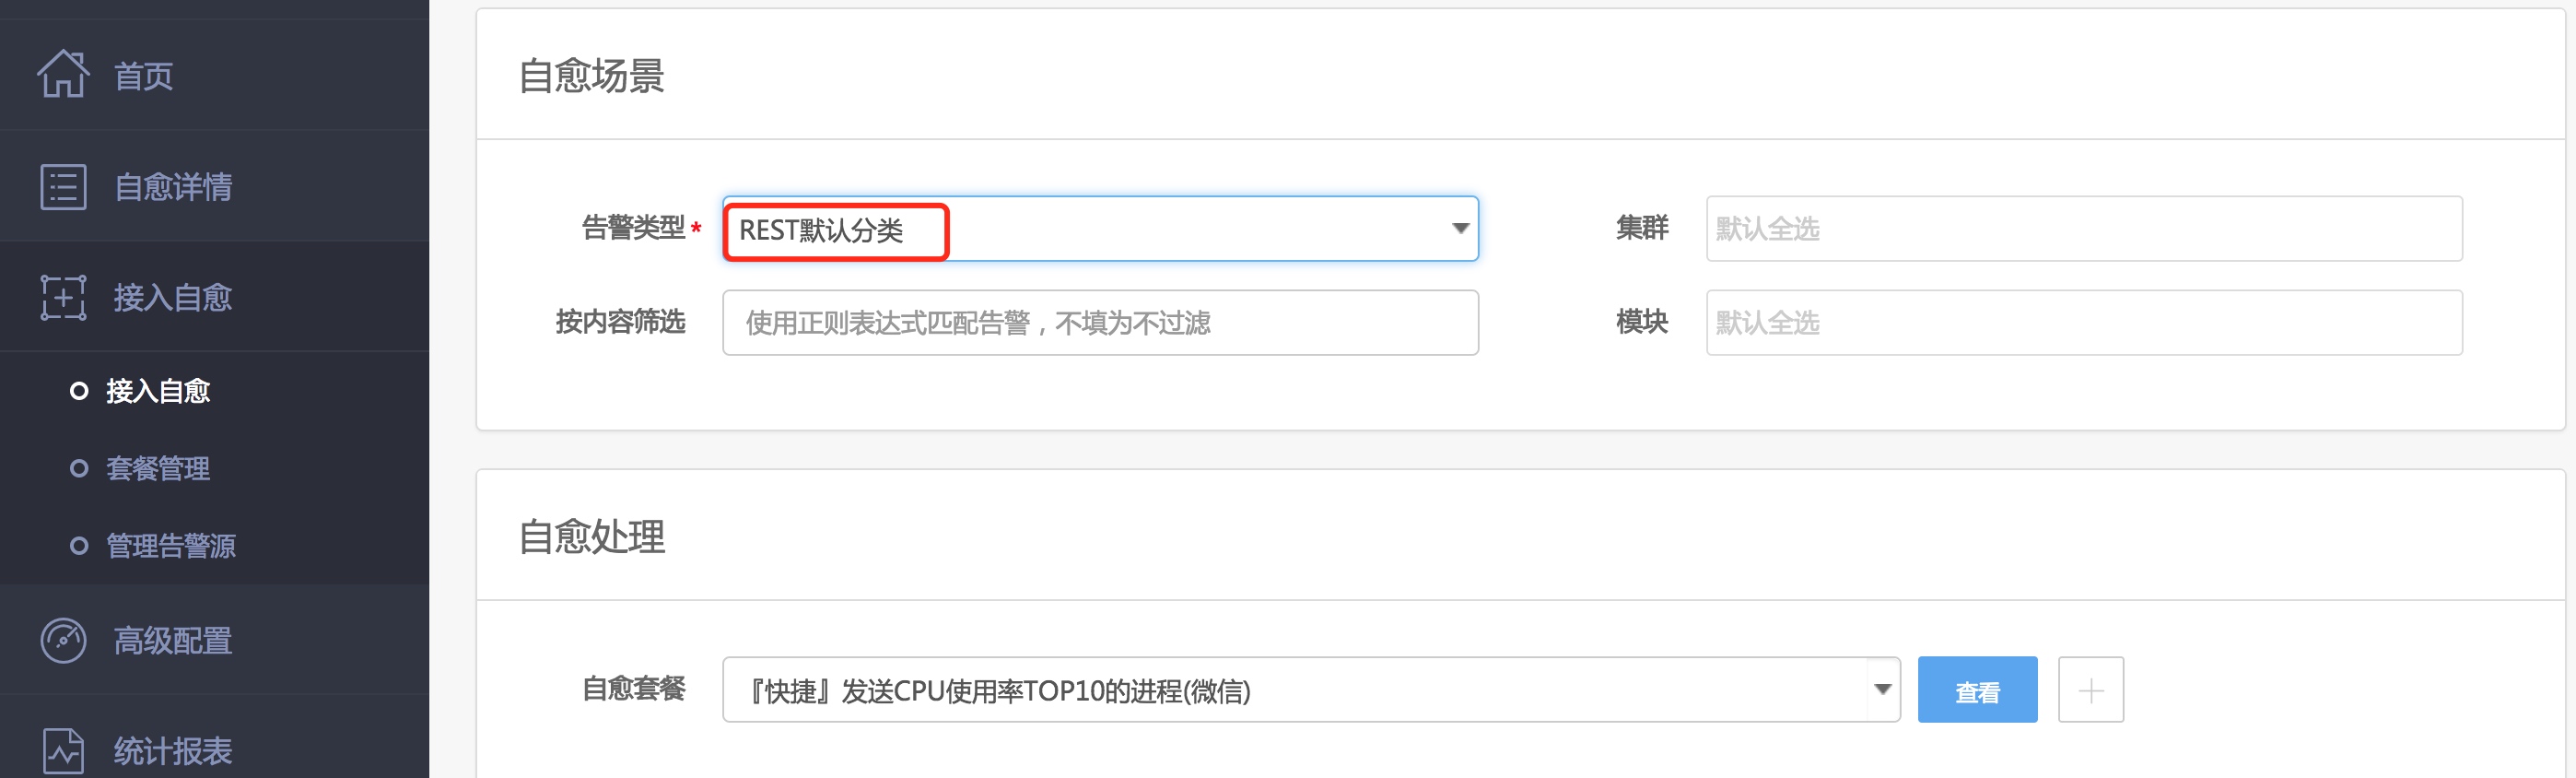 首页
自愈详情
接入自愈
接入自愈
套餐管理
管理告警源
高级配置
统计报表
自愈场景
告警类型* REST默认分类
集群 默认全选
按内容筛选 使用正则表达式匹配告警，不填为不过滤
模块 默认全选
自愈处理
自愈套餐 『快捷』发送CPU使用率TOP10的进程(微信) 查看